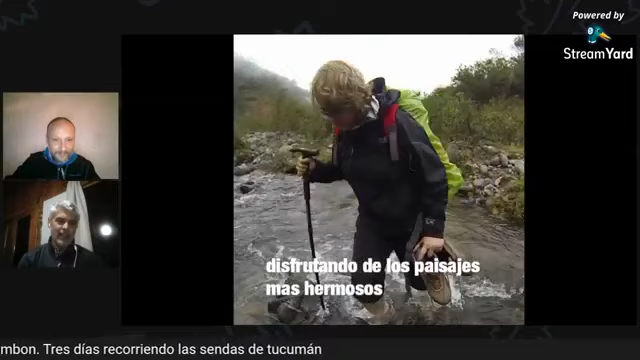 Powered by
StreamYard
disfrutando de los paisajes
mas hermosos
mbon. Tres días recorriendo las sendas de tucumán